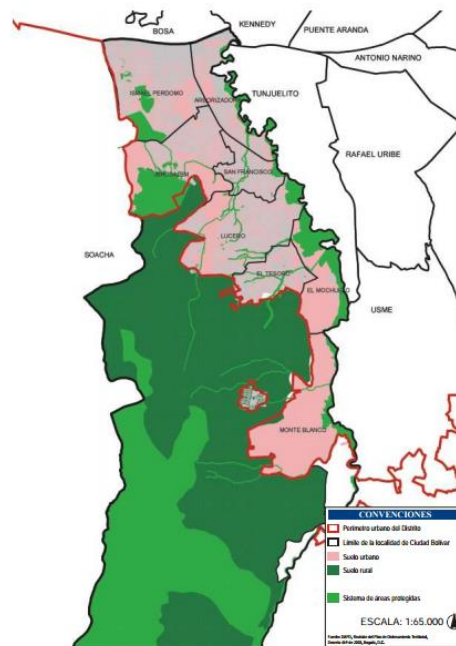 BOSA
KENNEDY
PUENTE ARANDA
ANTONIO NARINO
TUNJUELITO
ISMAEL PERDOMO
ARBORIZADORA
RAFAEL URIBE
JERUSALEM
SAN FRANCISCO
LUCERO
SOACHA
EL TESORO
EL MOCHUELO
USME
MONTE BLANCO
CONVENCIONES
Perímetro urbano del Distrito
Límite de la localidad de Ciudad Bolívar
Suelo urbano
Suelo rural
Sistema de áreas protegidas
ESCALA: 1:65.000